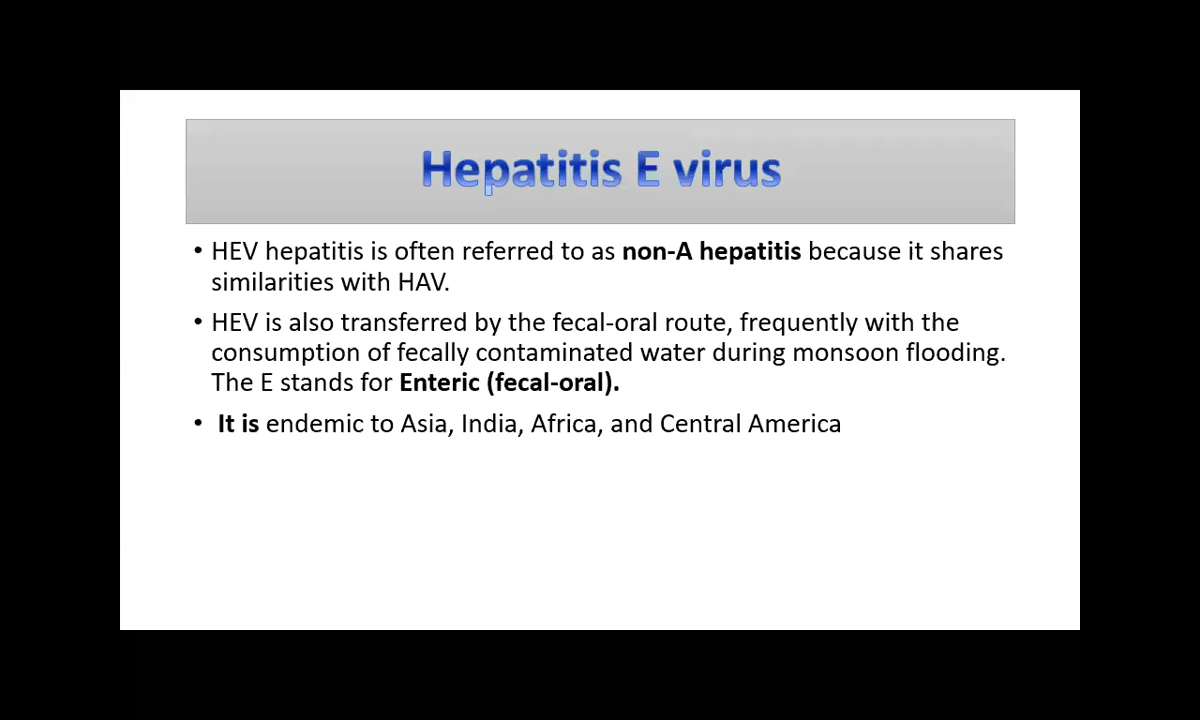 Hepatitis E virus
• HEV hepatitis is often referred to as non-A hepatitis because it shares
similarities with HAV.
• HEV is also transferred by the fecal-oral route, frequently with the
consumption of fecally contaminated water during monsoon flooding.
The E stands for Enteric (fecal-oral).
• It is endemic to Asia, India, Africa, and Central America